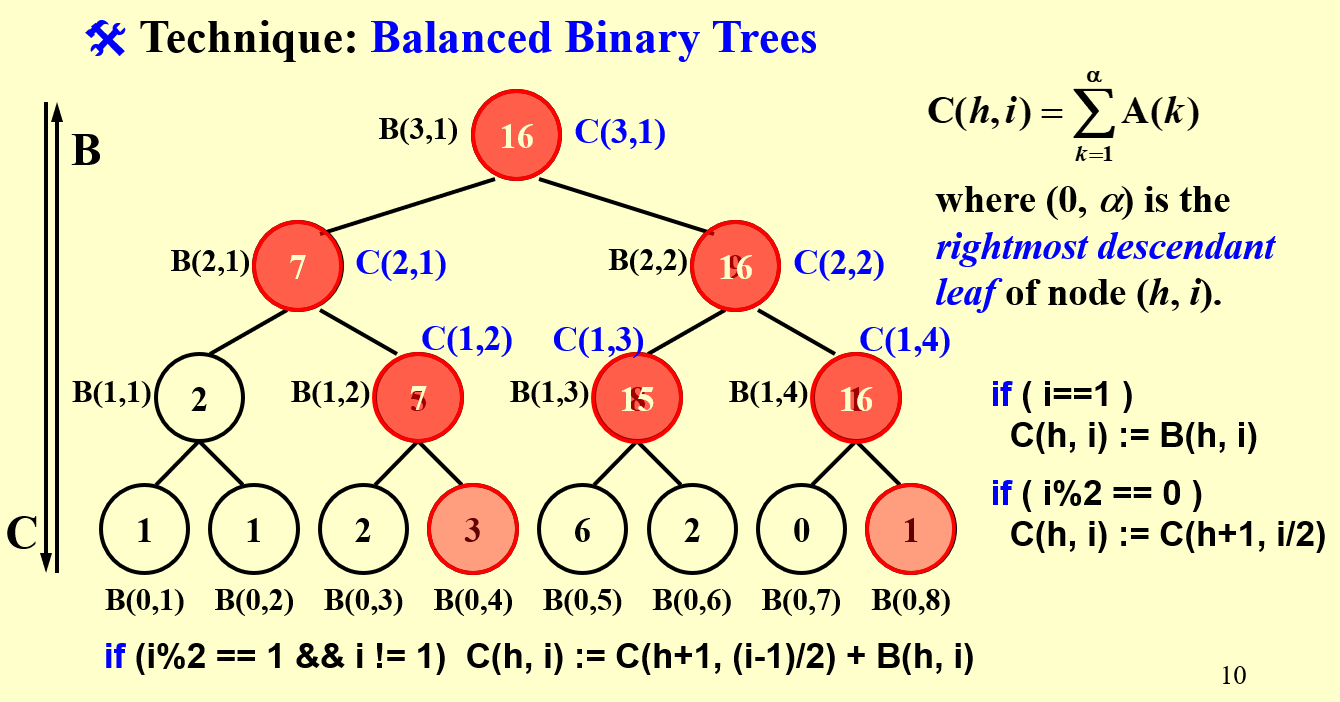 Technique: Balanced Binary Trees
B
C
B(3,1) 16 C(3,1)
B(2,1) 7 C(2,1) B(2,2) 16 C(2,2)
C(1,2) C(1,3) C(1,4)
B(1,1) 2 B(1,2) 7 B(1,3) 15 B(1,4) 16
1 1 2 3 6 2 0 1
B(0,1) B(0,2) B(0,3) B(0,4) B(0,5) B(0,6) B(0,7) B(0,8)
C(h, i) = ∑ₖ₌₁^α A(k)
where (0, α) is the
rightmost descendant
leaf of node (h, i).
if ( i==1 )
C(h, i) := B(h, i)
if ( i%2 == 0 )
C(h, i) := C(h+1, i/2)
if (i%2 == 1 && i != 1) C(h, i) := C(h+1, (i-1)/2) + B(h, i)
10